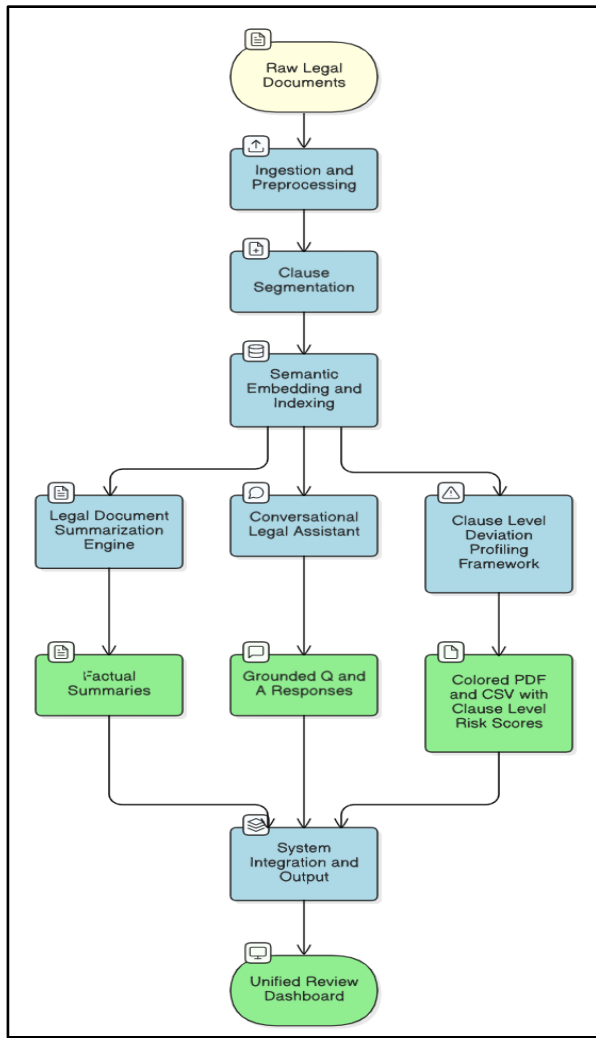 Raw Legal
Documents
Ingestion and
Preprocessing
Clause
Segmentation
Semantic
Embedding and
Indexing
Legal Document
Summarization
Engine
Conversational
Legal Assistant
Clause Level
Deviation
Profiling
Framework
Factual
Summaries
Grounded Q and
A Responses
Colored PDF
and CSV with
Clause Level
Risk Scores
System
Integration and
Output
Unified Review
Dashboard